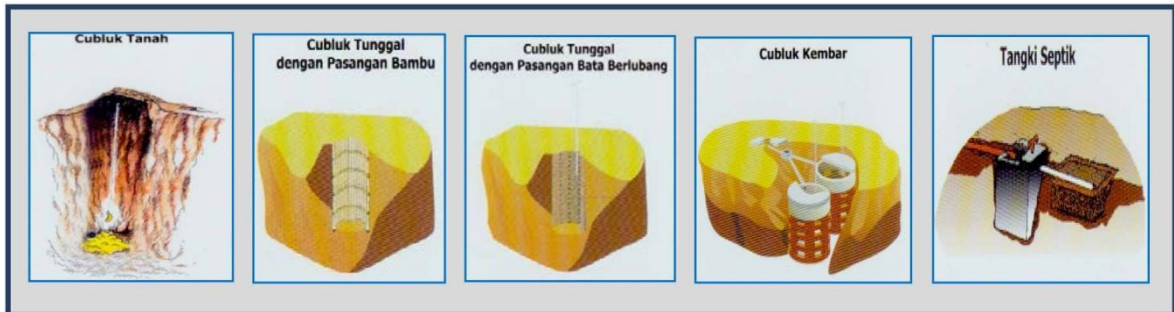 Cubluk Tanah
Cubluk Tunggal
dengan Pasangan Bambu
Cubluk Tunggal
dengan Pasangan Bata Berlubang
Cubluk Kembar
Tangki Septik